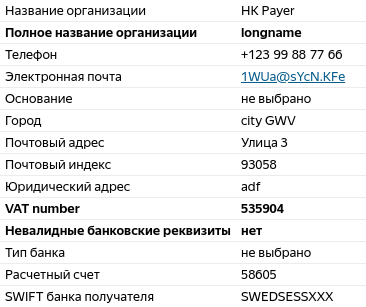 Название организации HK Payer
Полное название организации longname
Телефон +123 99 88 77 66
Электронная почта 1WUa@sYcN.KFe
Основание не выбрано
Город city GWV
Почтовый адрес Улица 3
Почтовый индекс 93058
Юридический адрес adf
VAT number 535904
Невалидные банковские реквизиты нет
Тип банка не выбрано
Расчетный счет 58605
SWIFT банка получателя SWEDSESSXXX